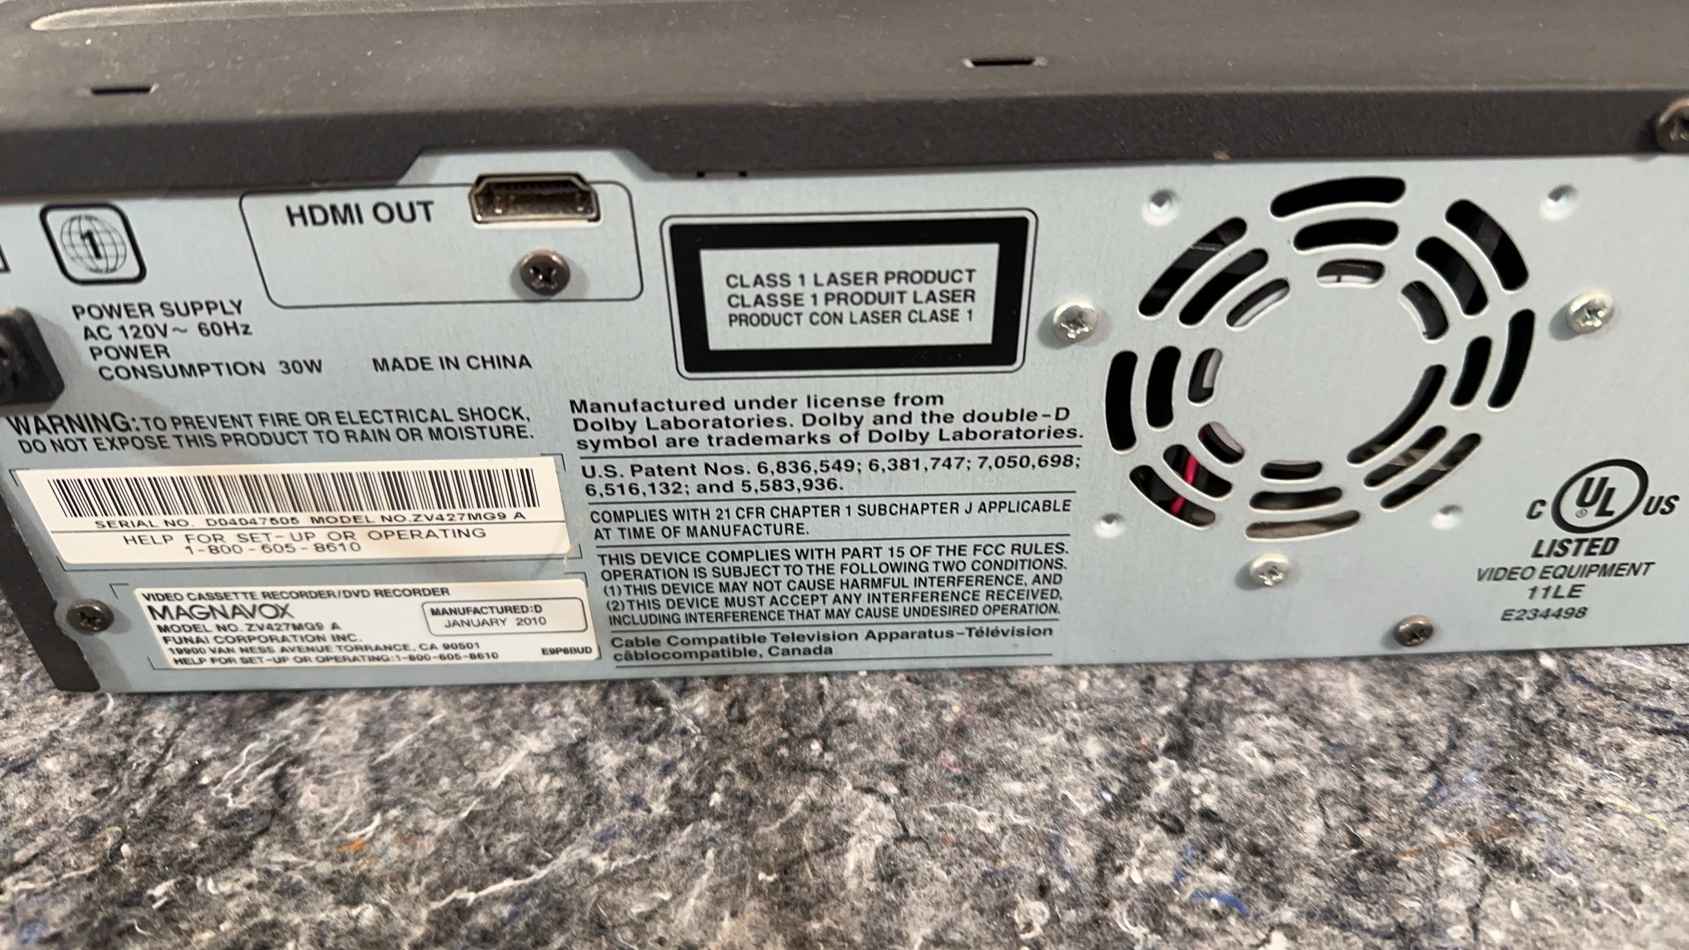 1
HDMI OUT
POWER SUPPLY
AC 120V~ 60Hz
POWER
CONSUMPTION 30W
MADE IN CHINA
WARNING: TO PREVENT FIRE OR ELECTRICAL SHOCK,
DO NOT EXPOSE THIS PRODUCT TO RAIN OR MOISTURE.
SERIAL NO. D04047605 MODEL NO.ZV427MG9 A
HELP FOR SET-UP OR OPERATING
1-800-605-8610
VIDEO CASSETTE RECORDER/DVD RECORDER
MAGNAVOX
MODEL NO. ZV427MG9 A
FUNAI CORPORATION INC.
19900 VAN NESS AVENUE TORRANCE, CA 90501
HELP FOR SET-UP OR OPERATING:1-800-605-8610
MANUFACTURED:D
JANUARY 2010
E9P6BUD
CLASS 1 LASER PRODUCT
CLASSE 1 PRODUIT LASER
PRODUCT CON LASER CLASE 1
Manufactured under license from
Dolby Laboratories. Dolby and the double-D
symbol are trademarks of Dolby Laboratories.
U.S. Patent Nos. 6,836,549; 6,381,747; 7,050,698;
6,516,132; and 5,583,936.
COMPLIES WITH 21 CFR CHAPTER 1 SUBCHAPTER J APPLICABLE
AT TIME OF MANUFACTURE.
THIS DEVICE COMPLIES WITH PART 15 OF THE FCC RULES.
OPERATION IS SUBJECT TO THE FOLLOWING TWO CONDITIONS.
(1) THIS DEVICE MAY NOT CAUSE HARMFUL INTERFERENCE, AND
(2) THIS DEVICE MUST ACCEPT ANY INTERFERENCE RECEIVED,
INCLUDING INTERFERENCE THAT MAY CAUSE UNDESIRED OPERATION.
Cable Compatible Television Apparatus-Télévision
câblocompatible, Canada
C UL ® US
LISTED
VIDEO EQUIPMENT
11LE
E234498